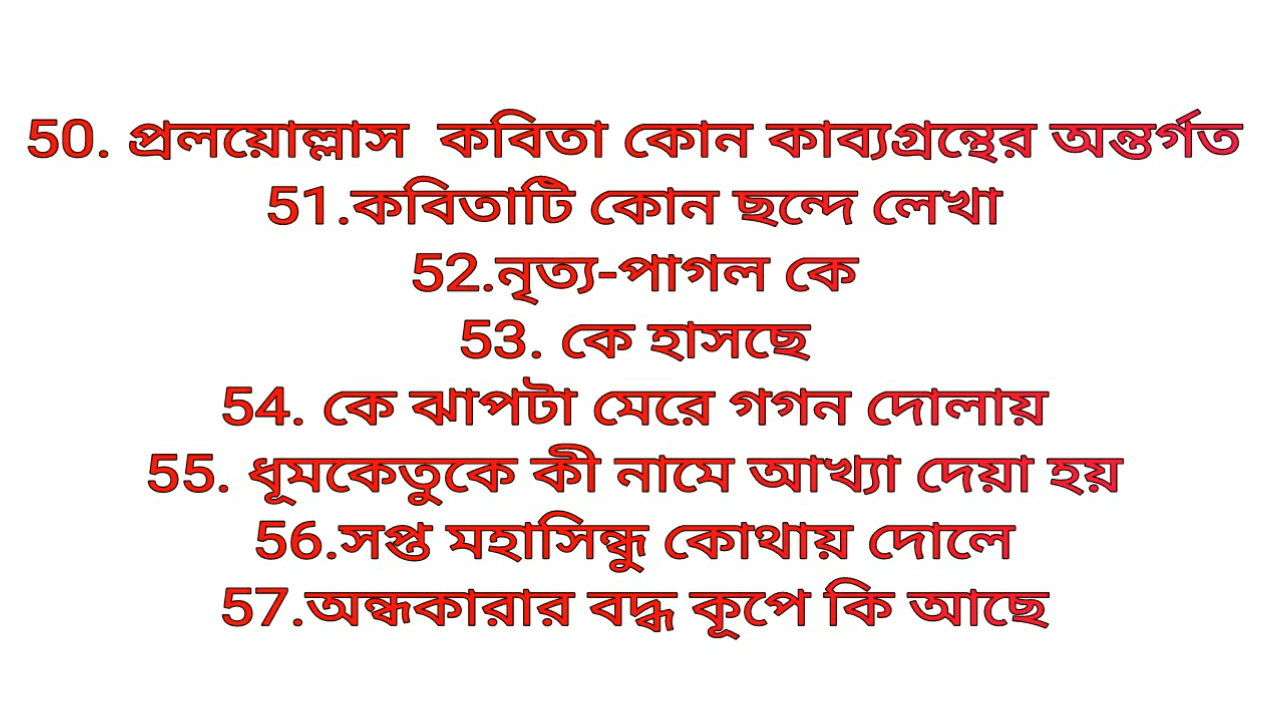 50. প্রলয়োল্লাস কবিতা কোন কাব্যগ্রন্থের অন্তর্গত
51.কবিতাটি কোন ছন্দে লেখা
52.নৃত্য-পাগল কে
53. কে হাসছে
54. কে ঝাপটা মেরে গগন দোলায়
55. ধূমকেতুকে কী নামে আখ্যা দেয়া হয়
56.সপ্ত মহাসিন্ধু কোথায় দোলে
57.অন্ধকারার বদ্ধ কূপে কি আছে